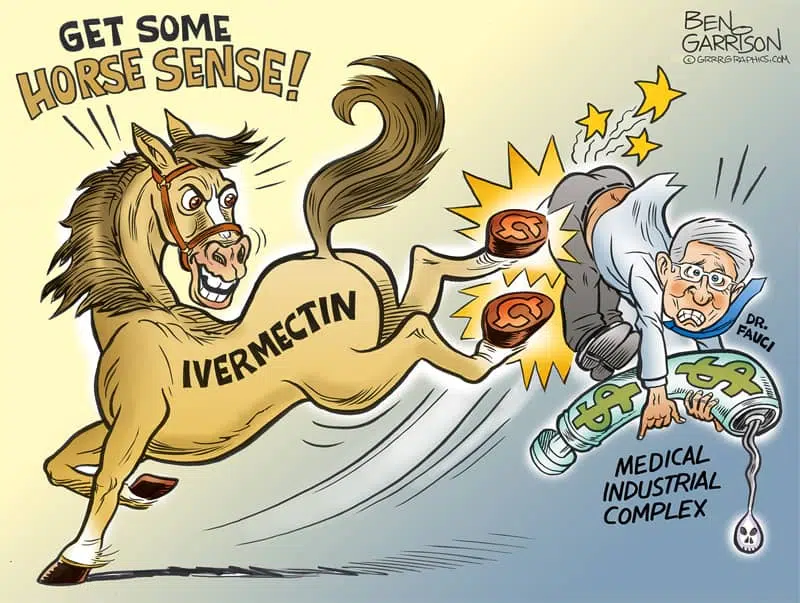 GET SOME
HORSE SENSE!
BEN
GARRISON
© GRRRGRAPHICS.COM
IVERMECTIN
DR.
FAUCI
$ $
MEDICAL
INDUSTRIAL
COMPLEX